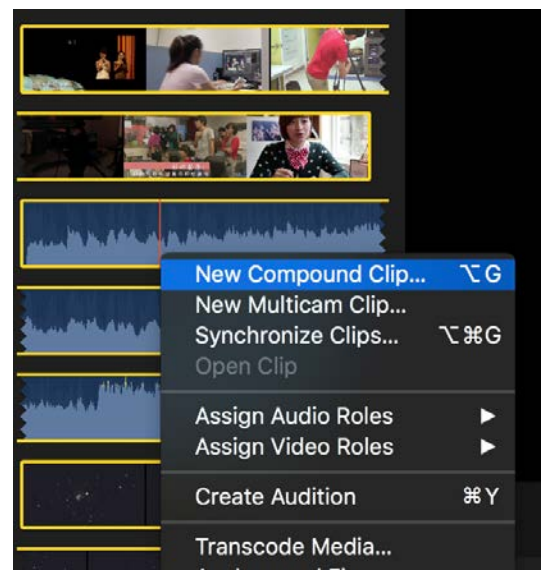 New Compound Clip... ⌥G
New Multicam Clip...
Synchronize Clips... ⌥⌘G
Open Clip
Assign Audio Roles ▶
Assign Video Roles ▶
Create Audition ⌘Y
Transcode Media...